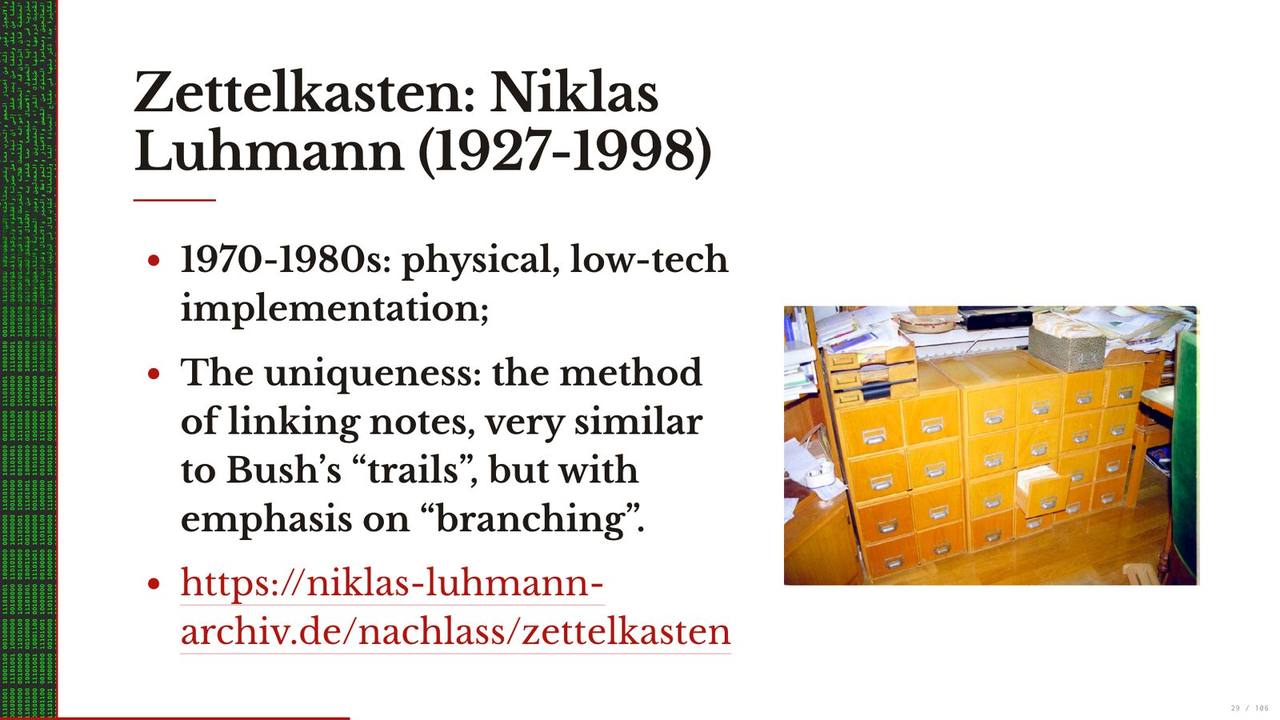 Zettelkasten: Niklas
Luhmann (1927-1998)
1970-1980s: physical, low-tech
implementation;
The uniqueness: the method
of linking notes, very similar
to Bush’s “trails”, but with
emphasis on “branching”.
https://niklas-luhmann-
archiv.de/nachlass/zettelkasten
29 / 106